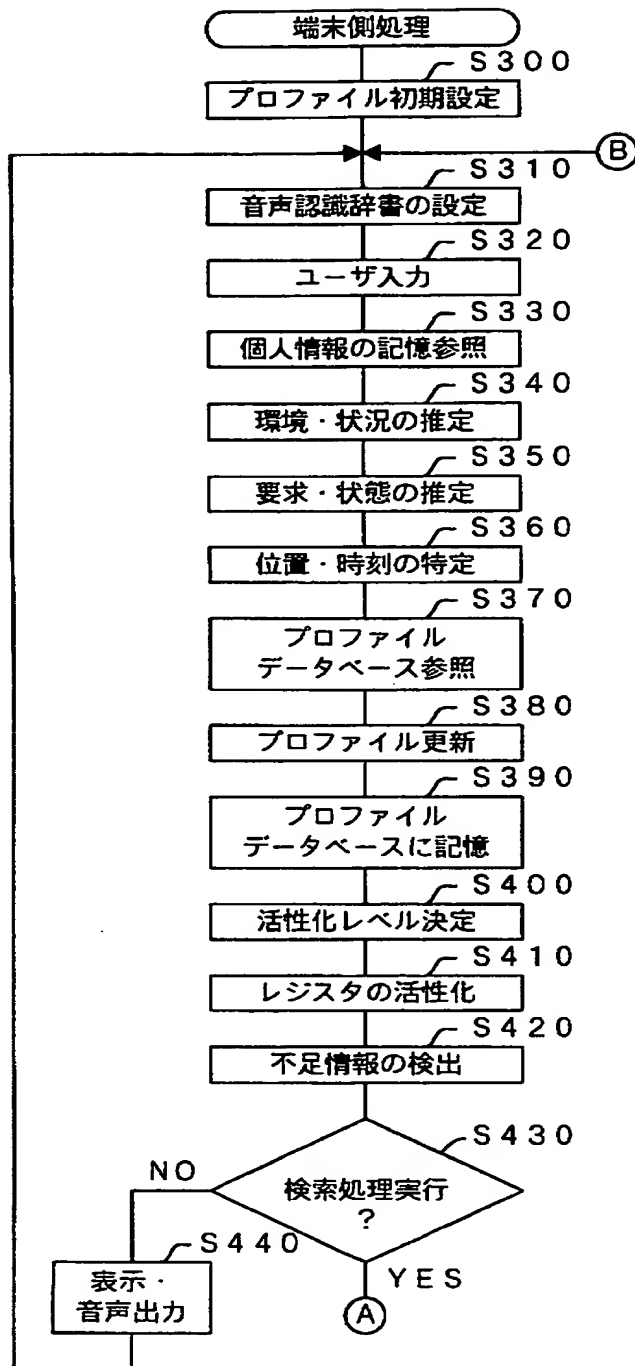 端末側処理
S300
プロファイル初期設定
B
S310
音声認識辞書の設定
S320
ユーザ入力
S330
個人情報の記憶参照
S340
環境・状況の推定
S350
要求・状態の推定
S360
位置・時刻の特定
S370
プロファイル
データベース参照
S380
プロファイル更新
S390
プロファイル
データベースに記憶
S400
活性化レベル決定
S410
レジスタの活性化
S420
不足情報の検出
S430
NO
検索処理実行
?
S440
YES
表示・
音声出力
A